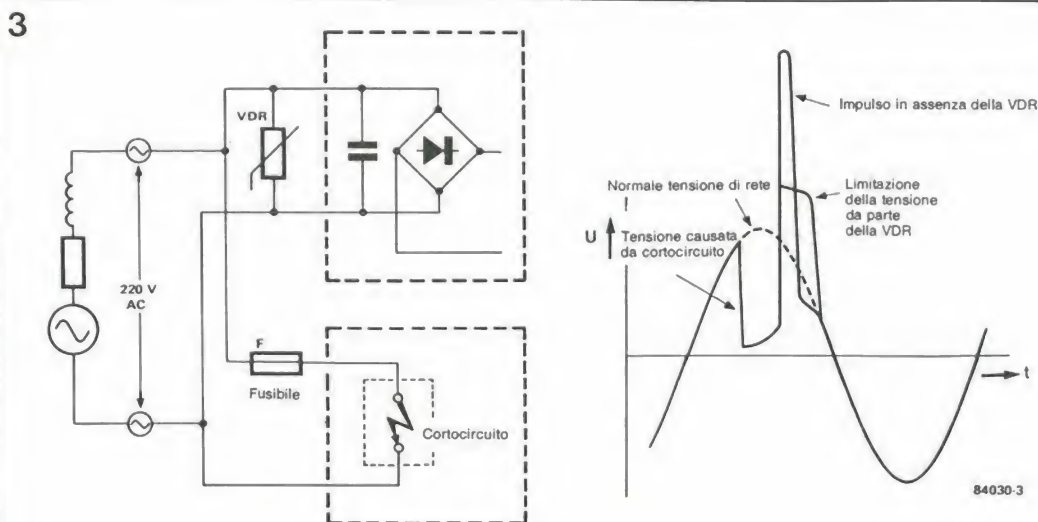 3
VDR
220 V
AC
F
Fusibile
Cortocircuito
Impulso in assenza della VDR
Normale tensione di rete
Limitazione
della tensione
da parte
della VDR
U
Tensione causata
da cortocircuito
t
84030-3